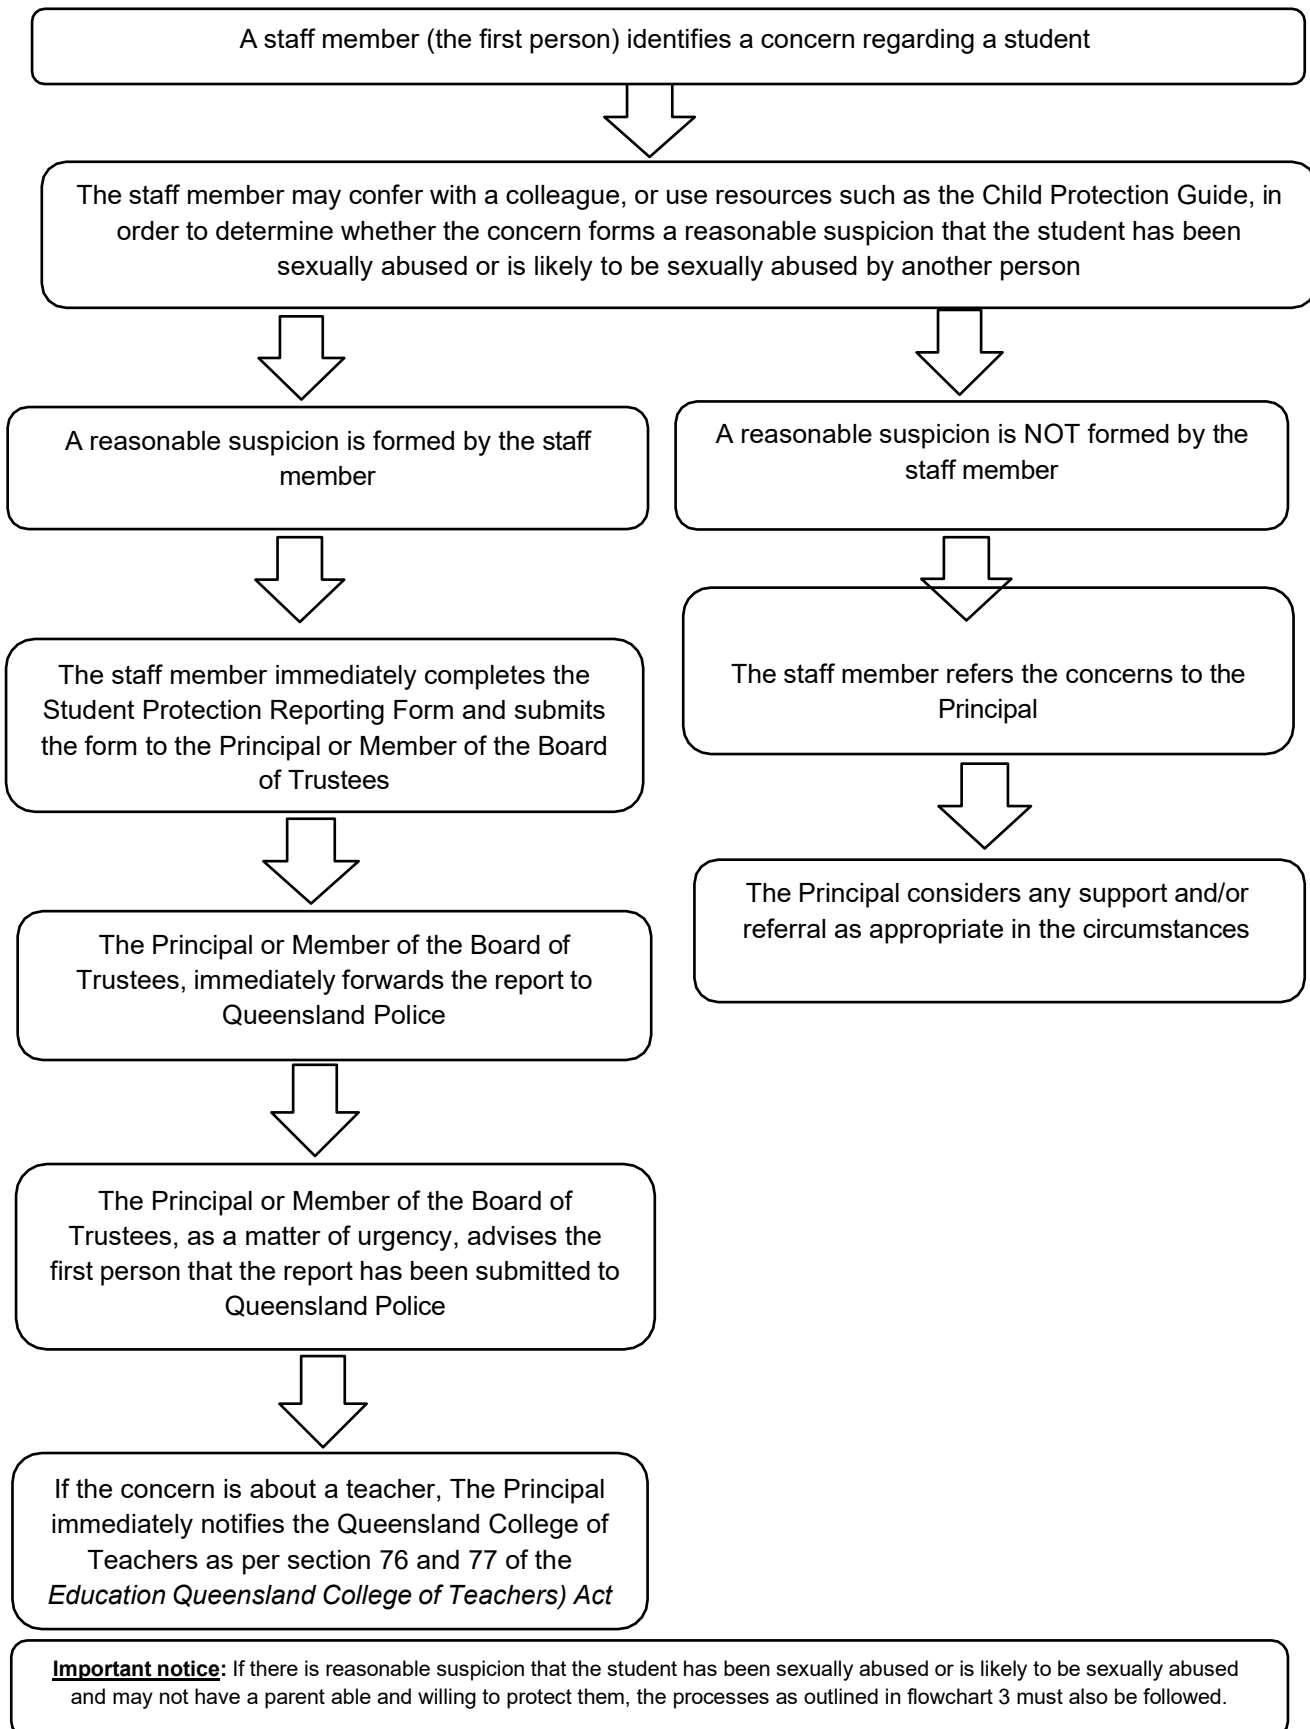 A staff member (the first person) identifies a concern regarding a student
The staff member may confer with a colleague, or use resources such as the Child Protection Guide, in
order to determine whether the concern forms a reasonable suspicion that the student has been
sexually abused or is likely to be sexually abused by another person
A reasonable suspicion is formed by the staff
member
A reasonable suspicion is NOT formed by the
staff member
The staff member immediately completes the
Student Protection Reporting Form and submits
the form to the Principal or Member of the Board
of Trustees
The staff member refers the concerns to the
Principal
The Principal or Member of the Board of
Trustees, immediately forwards the report to
Queensland Police
The Principal considers any support and/or
referral as appropriate in the circumstances
The Principal or Member of the Board of
Trustees, as a matter of urgency, advises the
first person that the report has been submitted to
Queensland Police
If the concern is about a teacher, The Principal
immediately notifies the Queensland College of
Teachers as per section 76 and 77 of the
Education Queensland College of Teachers) Act
Important notice: If there is reasonable suspicion that the student has been sexually abused or is likely to be sexually abused
and may not have a parent able and willing to protect them, the processes as outlined in flowchart 3 must also be followed.